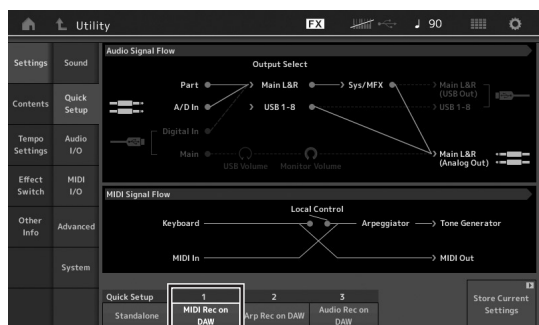 Utility
FX
♩ 90
Settings
Sound
Contents
Quick Setup
Tempo Settings
Audio I/O
Effect Switch
MIDI I/O
Other Info
Advanced
System
Audio Signal Flow
Output Select
Part
Main L&R
Sys/MFX
Main L&R
(USB Out)
A/D In
USB 1-8
USB 1-8
Digital In
Main
USB Volume
Monitor Volume
Main L&R
(Analog Out)
MIDI Signal Flow
Local Control
Keyboard
Arpeggiator
Tone Generator
MIDI In
MIDI Out
Quick Setup
1
2
3
Standalone
MIDI Rec on DAW
Arp Rec on DAW
Audio Rec on DAW
Store Current Settings